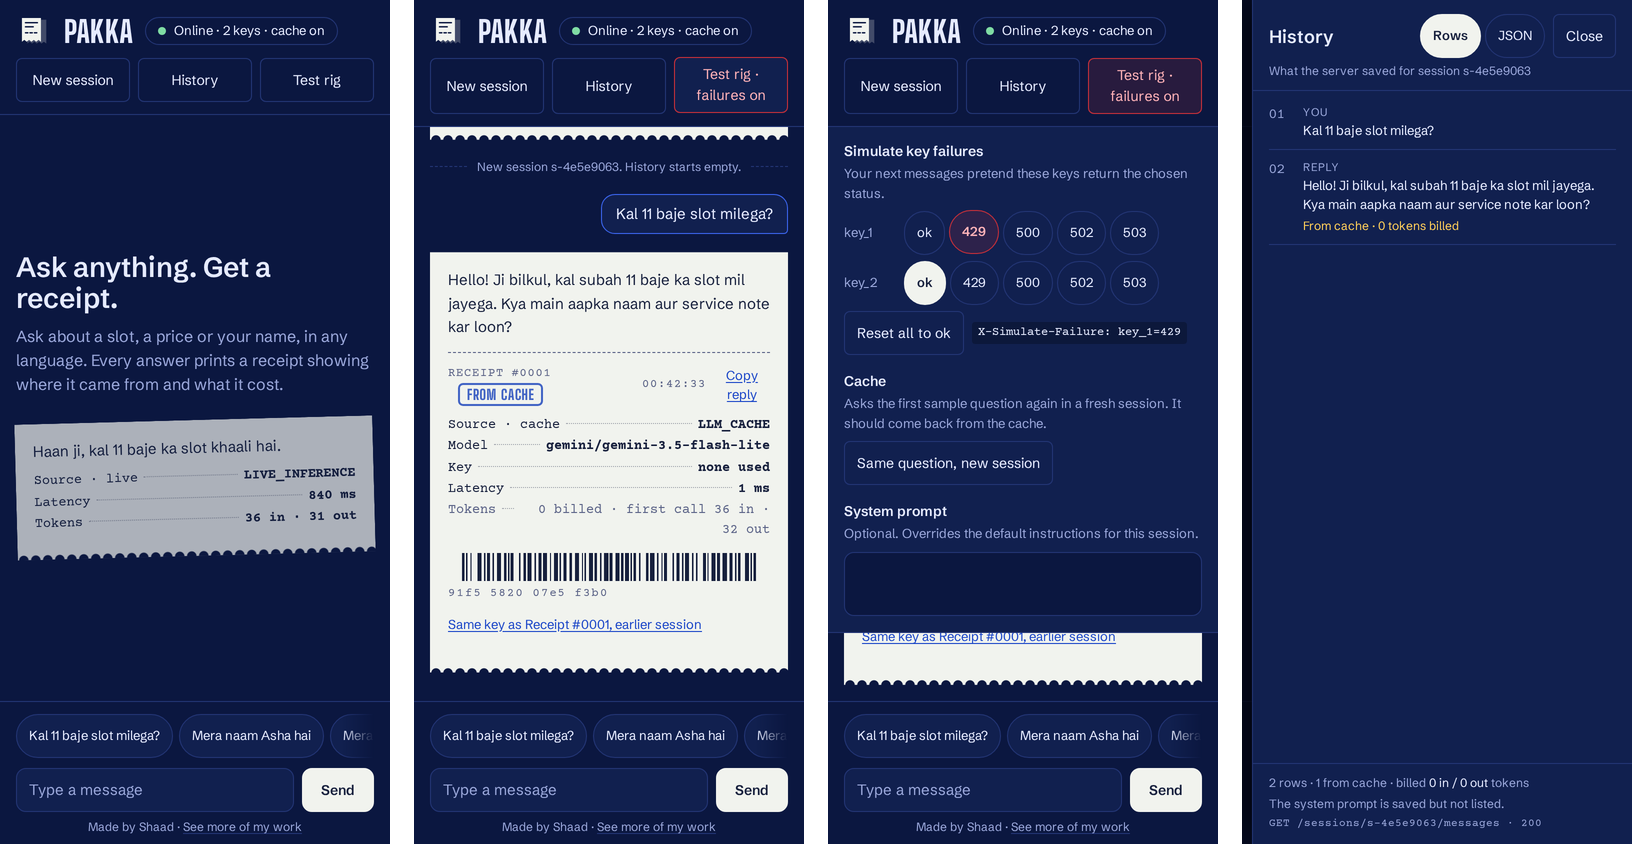 PAKKA
Online · 2 keys · cache on
New session
History
Test rig
Ask anything. Get a
receipt.
Ask about a slot, a price or your name, in any
language. Every answer prints a receipt showing
where it came from and what it cost.
Haan ji, kal 11 baje ka slot khaali hai.
Source · live LIVE_INFERENCE
Latency 840 ms
Tokens 36 in · 31 out
Kal 11 baje slot milega?
Mera naam Asha hai
Mera
Type a message
Send
Made by Shaad · See more of my work
PAKKA
Online · 2 keys · cache on
New session
History
Test rig ·
failures on
New session s-4e5e9063. History starts empty.
Kal 11 baje slot milega?
Hello! Ji bilkul, kal subah 11 baje ka slot mil
jayega. Kya main aapka naam aur service note
kar loon?
RECEIPT #0001
FROM CACHE
00:42:33
Copy
reply
Source · cache LLM_CACHE
Model gemini/gemini-3.5-flash-lite
Key none used
Latency 1 ms
Tokens 0 billed · first call 36 in ·
32 out
91f5 5820 07e5 f3b0
Same key as Receipt #0001, earlier session
Kal 11 baje slot milega?
Mera naam Asha hai
Mera
Type a message
Send
Made by Shaad · See more of my work
PAKKA
Online · 2 keys · cache on
New session
History
Test rig ·
failures on
Simulate key failures
Your next messages pretend these keys return the chosen
status.
key_1 ok 429 500 502 503
key_2 ok 429 500 502 503
Reset all to ok
X-Simulate-Failure: key_1=429
Cache
Asks the first sample question again in a fresh session. It
should come back from the cache.
Same question, new session
System prompt
Optional. Overrides the default instructions for this session.
Same key as Receipt #0001, earlier session
Kal 11 baje slot milega?
Mera naam Asha hai
Mera
Type a message
Send
Made by Shaad · See more of my work
History
Rows
JSON
Close
What the server saved for session s-4e5e9063
01 YOU
Kal 11 baje slot milega?
02 REPLY
Hello! Ji bilkul, kal subah 11 baje ka slot mil jayega.
Kya main aapka naam aur service note kar loon?
From cache · 0 tokens billed
2 rows · 1 from cache · billed 0 in / 0 out tokens
The system prompt is saved but not listed.
GET /sessions/s-4e5e9063/messages · 200